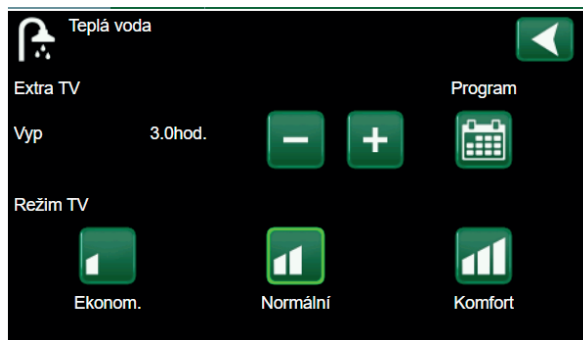 Teplá voda
Extra TV Program
Vyp 3.0hod.
Režim TV
Ekonom. Normální Komfort